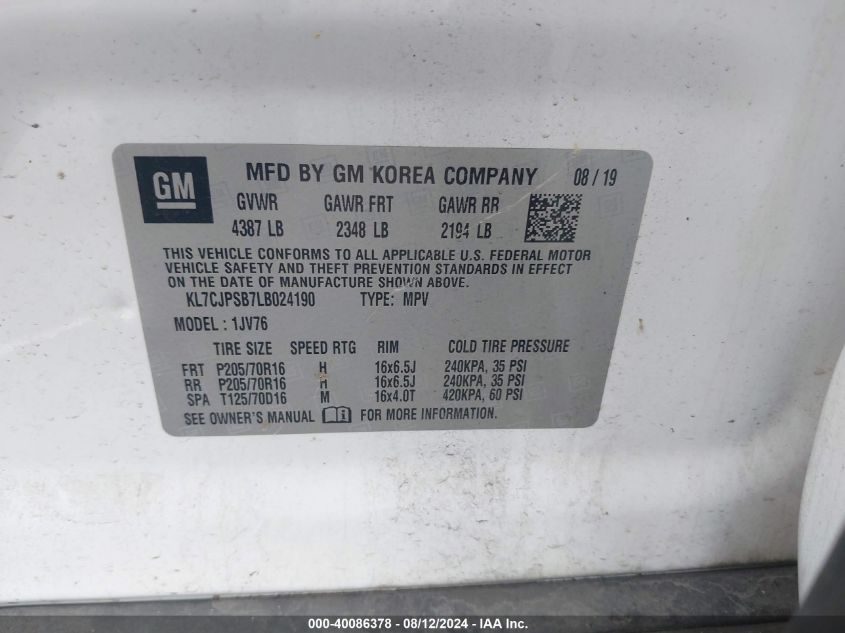 GM MFD BY GM KOREA COMPANY 08/19
GVWR GAWR FRT GAWR RR
4387 LB 2348 LB 2194 LB
THIS VEHICLE CONFORMS TO ALL APPLICABLE U.S. FEDERAL MOTOR
VEHICLE SAFETY AND THEFT PREVENTION STANDARDS IN EFFECT
ON THE DATE OF MANUFACTURE SHOWN ABOVE.
KL7CJPSB7LB024190 TYPE: MPV
MODEL: 1JV76
TIRE SIZE SPEED RTG RIM COLD TIRE PRESSURE
FRT P205/70R16 H 16x6.5J 240KPA, 35 PSI
RR P205/70R16 H 16x6.5J 240KPA, 35 PSI
SPA T125/70D16 M 16x4.0T 420KPA, 60 PSI
SEE OWNER'S MANUAL FOR MORE INFORMATION.
000-40086378 - 08/12/2024 - IAA Inc.